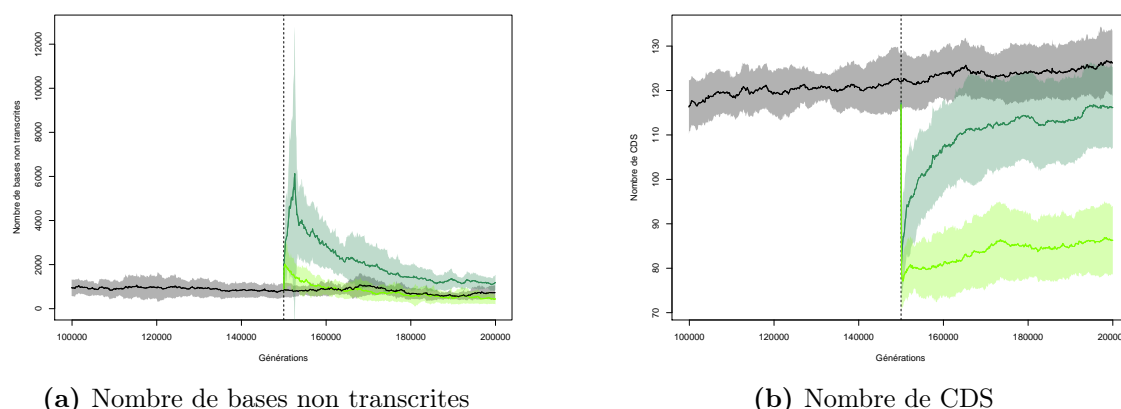 Nombre de bases non transcrites
0 2000 4000 6000 8000 10000 12000
100000 120000 140000 160000 180000 200000
Générations
(a) Nombre de bases non transcrites
Nombre de CDS
70 80 90 100 110 120 130
100000 120000 140000 160000 180000 20000
Générations
(b) Nombre de CDS